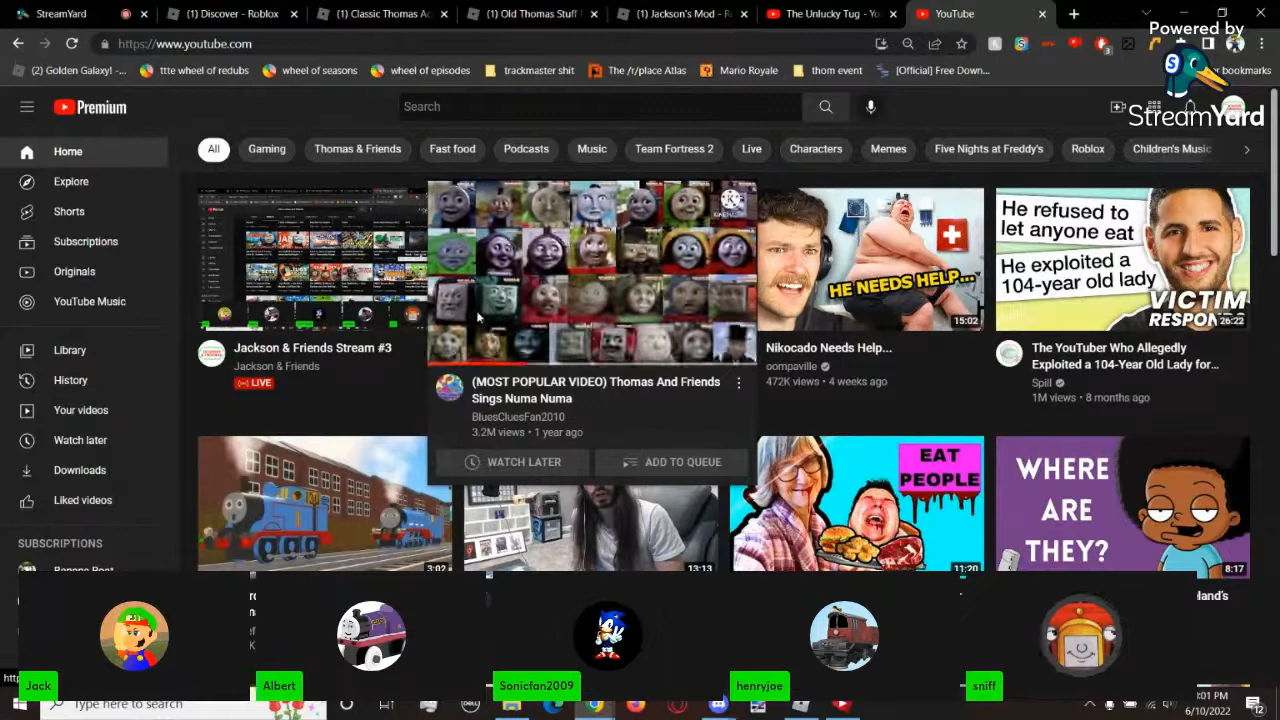 StreamYard
(1) Discover - Roblox
(1) Classic Thomas Ac
(1) Old Thomas Stuff
(1) Jackson's Mod - R
The Unlucky Tug - Yo
YouTube
Powered by
https://www.youtube.com
3
(2) Golden Galaxy! -...
ttte wheel of redubs
wheel of seasons
wheel of episod
rockmaster shit
The /r/place Atlas
Mario Royale
thom event
[Official] Free Down...
r bookmarks
S
StreamYard
Premium
Search
Home
All
Gaming
Thomas & Friends
Fast food
Podcasts
Music
Team Fortress 2
Live
Characters
Memes
Five Nights at Freddy's
Roblox
Children's Music
Explore
Shorts
Subscriptions
Originals
YouTube Music
Library
History
Your videos
Watch later
Downloads
Liked videos
SUBSCRIPTIONS
Jackson & Friends Stream #3
Jackson & Friends
LIVE
(MOST POPULAR VIDEO) Thomas And Friends
Sings Numa Numa
BluesCluesFan2010
3.2M views • 1 year ago
WATCH LATER
ADD TO QUEUE
HE NEEDS HELP...
15:02
Nikocado Needs Help...
oompaville
472K views • 4 weeks ago
He refused to
let anyone eat
He exploited a
104-year old lady
VICTIM
RESPON
26:22
The YouTuber Who Allegedly
Exploited a 104-Year Old Lady for...
Spill
1M views • 8 months ago
3:02
13:13
EAT
PEOPLE
11:20
WHERE
ARE
THEY?
8:17
land's
Jack
Albert
Sonicfan2009
henryjoe
sniff
Type here to search
:01 PM
6/10/2022
12